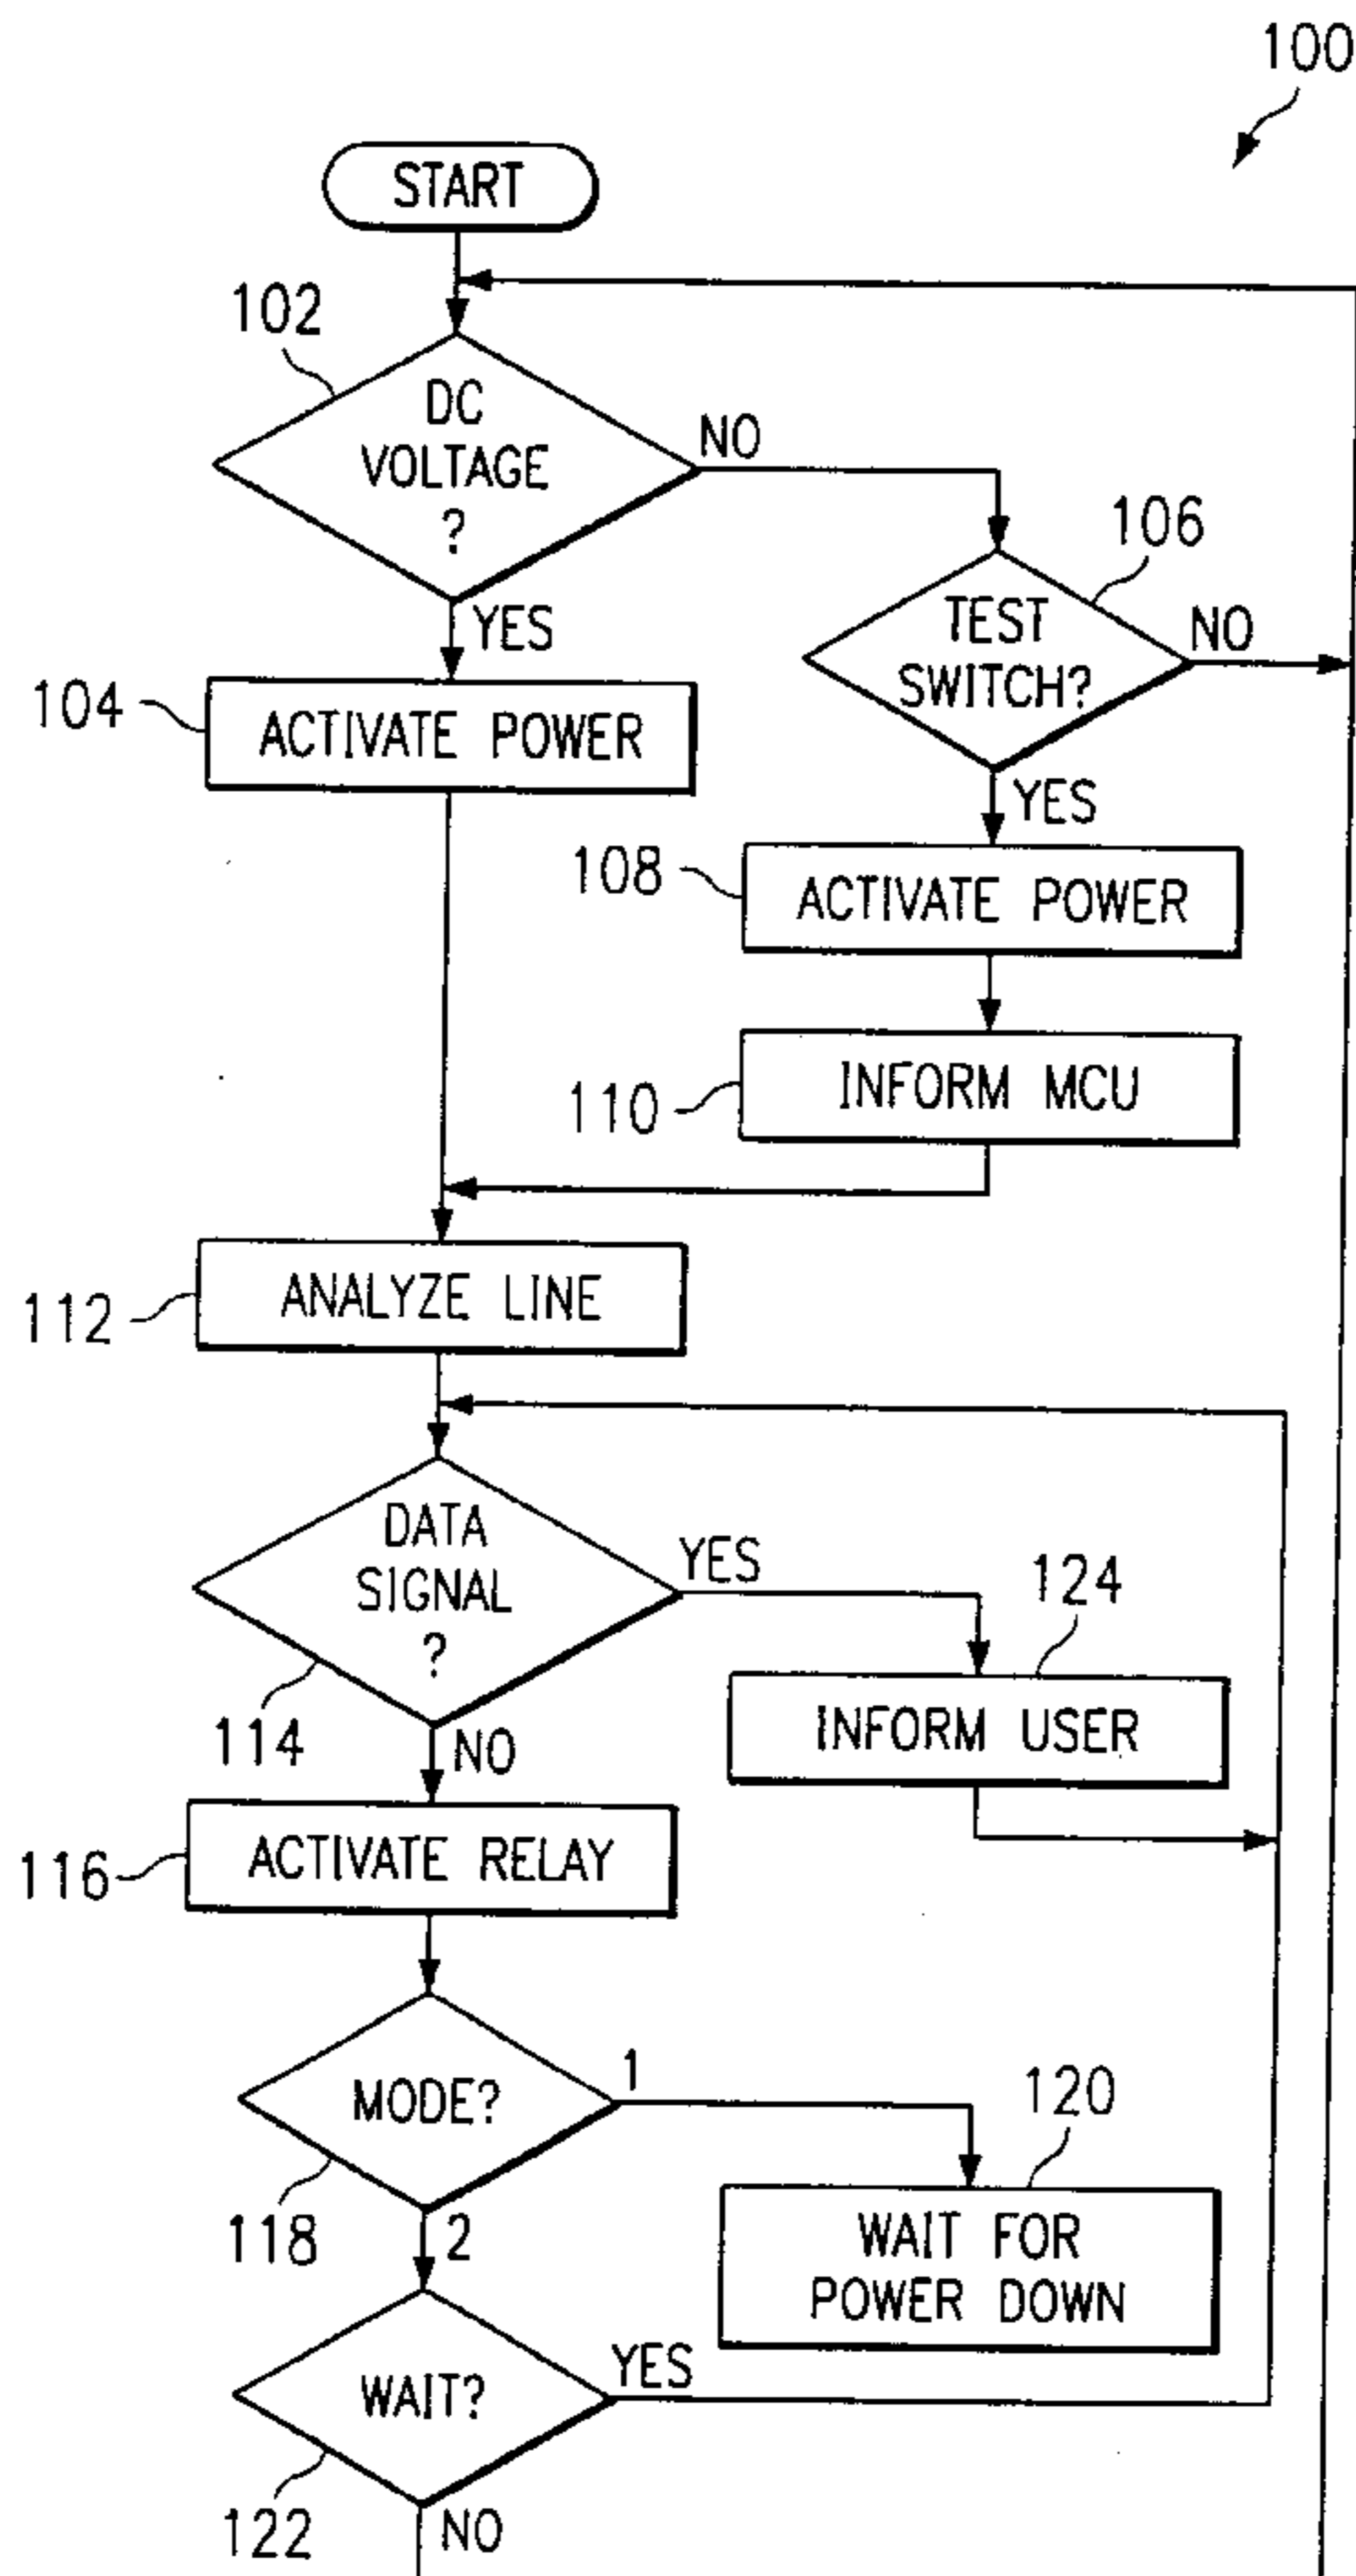 100
START
102
DC
VOLTAGE
?
NO
YES
106
TEST
SWITCH?
NO
YES
104
ACTIVATE POWER
108
ACTIVATE POWER
110
INFORM MCU
112
ANALYZE LINE
DATA
SIGNAL
?
YES
114
NO
124
INFORM USER
116
ACTIVATE RELAY
MODE?
1
118
2
120
WAIT FOR
POWER DOWN
WAIT?
YES
122
NO